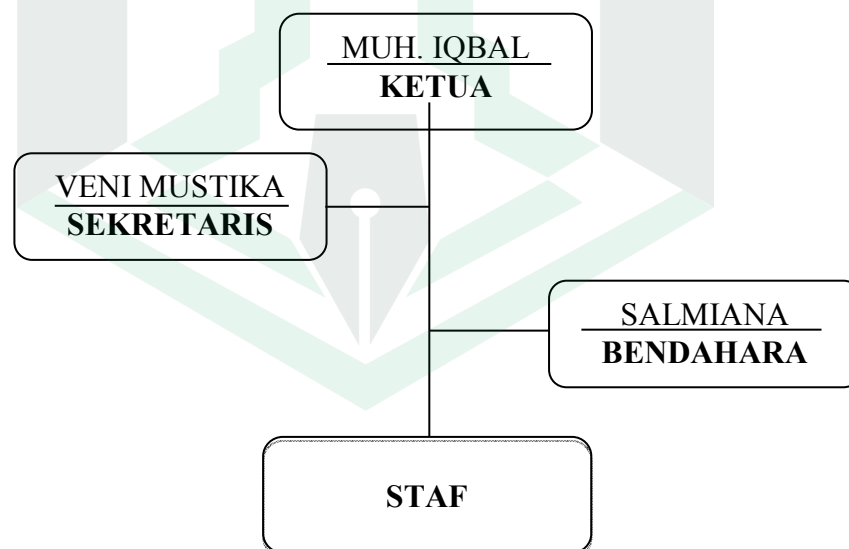 MUH. IQBAL
KETUA
VENI MUSTIKA
SEKRETARIS
SALMIANA
BENDAHARA
STAF